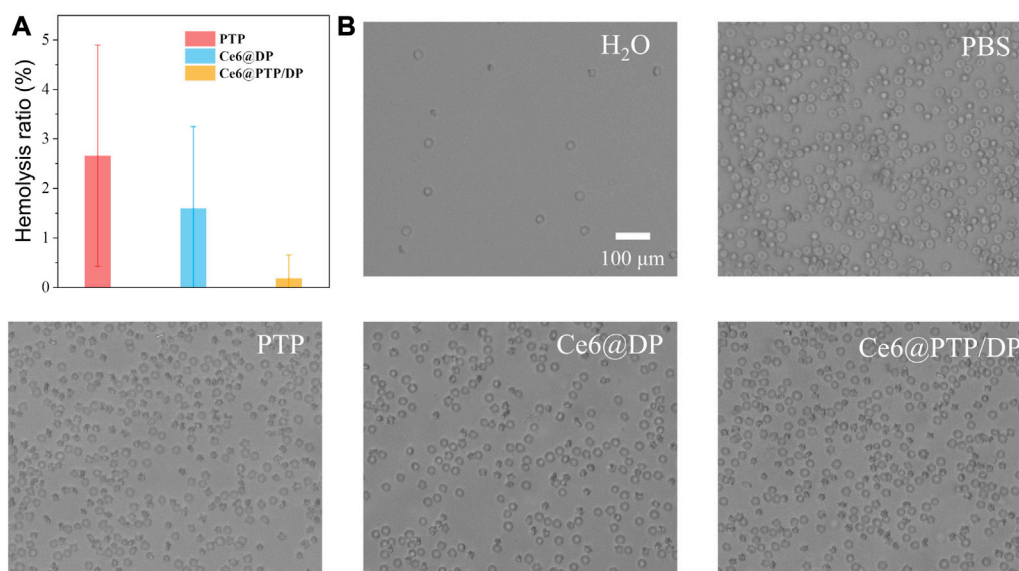 A
Hemolysis ratio (%)
5
4
3
2
1
0
PTP
Ce6@DP
Ce6@PTP/DP
B
H₂O
100 μm
PBS
PTP
Ce6@DP
Ce6@PTP/DP